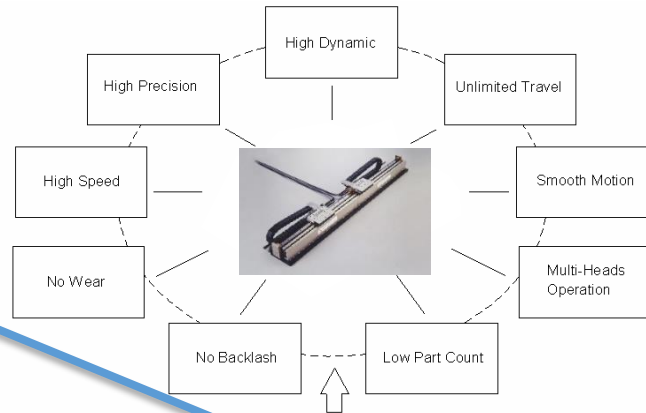 High Dynamic
High Precision
Unlimited Travel
High Speed
Smooth Motion
No Wear
Multi-Heads
Operation
No Backlash
Low Part Count